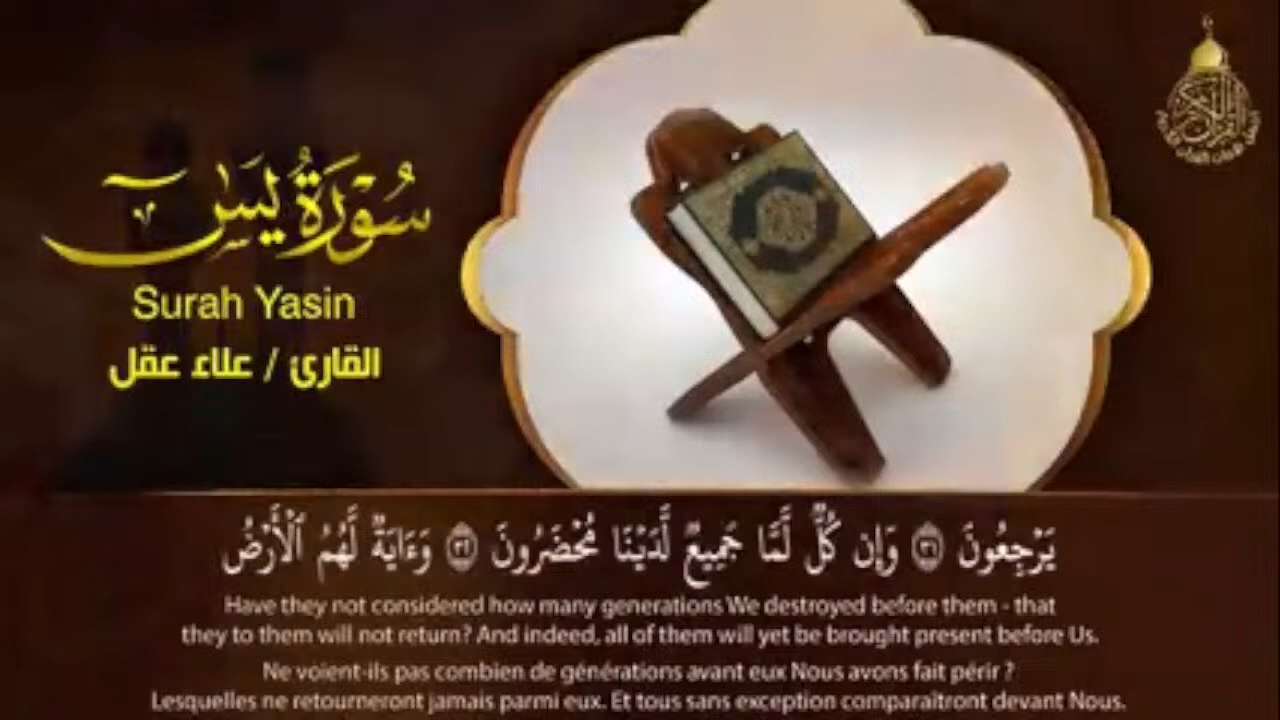 سُورَةُ يسٓ
Surah Yasin
القارئ / علاء عقل
يَرْجِعُونَ ۝٣١ وَإِن كُلٌّ لَّمَّا جَمِيعٌ لَّدَيْنَا مُحْضَرُونَ ۝٣٢ وَءَايَةٌ لَّهُمُ ٱلْأَرْضُ
Have they not considered how many generations We destroyed before them - that
they to them will not return? And indeed, all of them will yet be brought present before Us.
Ne voient-ils pas combien de générations avant eux Nous avons fait périr ?
Lesquelles ne retourneront jamais parmi eux. Et tous sans exception comparaîtront devant Nous.